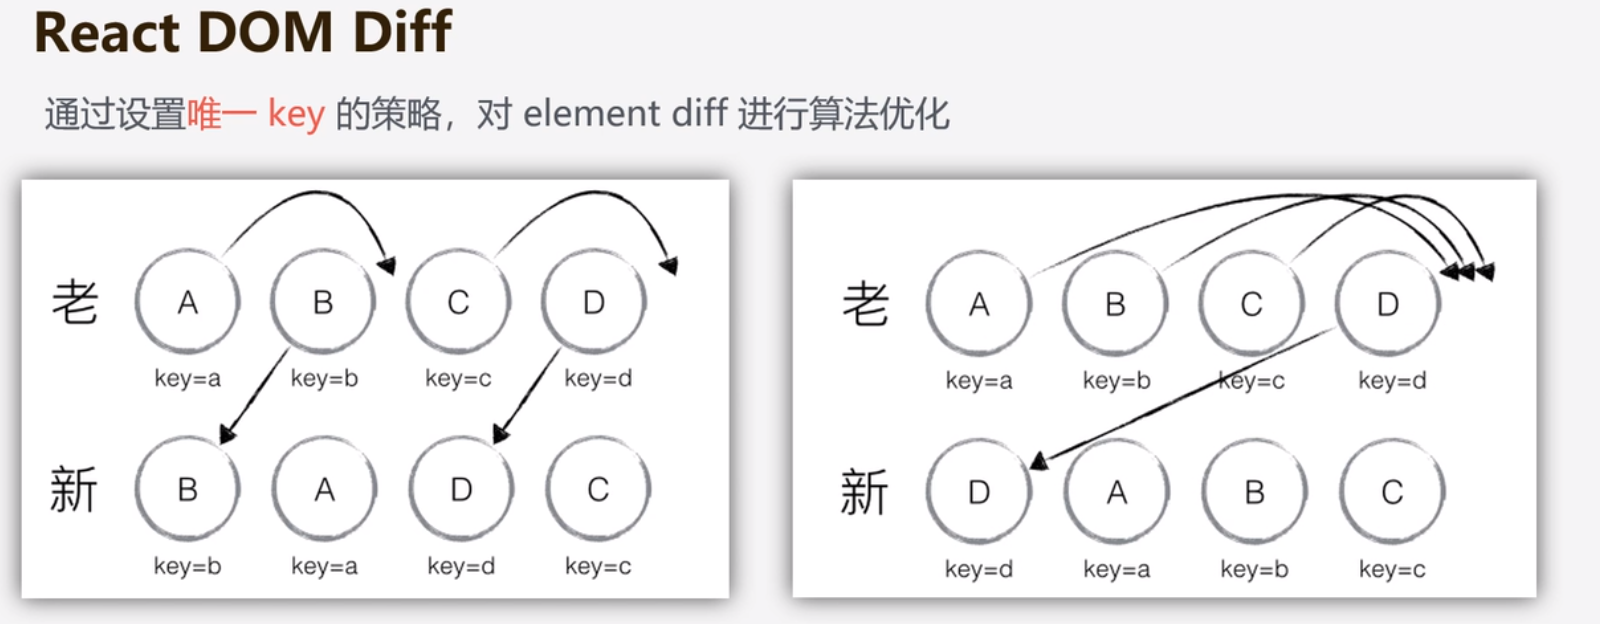 React DOM Diff
通过设置唯一 key 的策略，对 element diff 进行算法优化
老 A B C D
key=a key=b key=c key=d
新 B A D C
key=b key=a key=d key=c
老 A B C D
key=a key=b key=c key=d
新 D A B C
key=d key=a key=b key=c